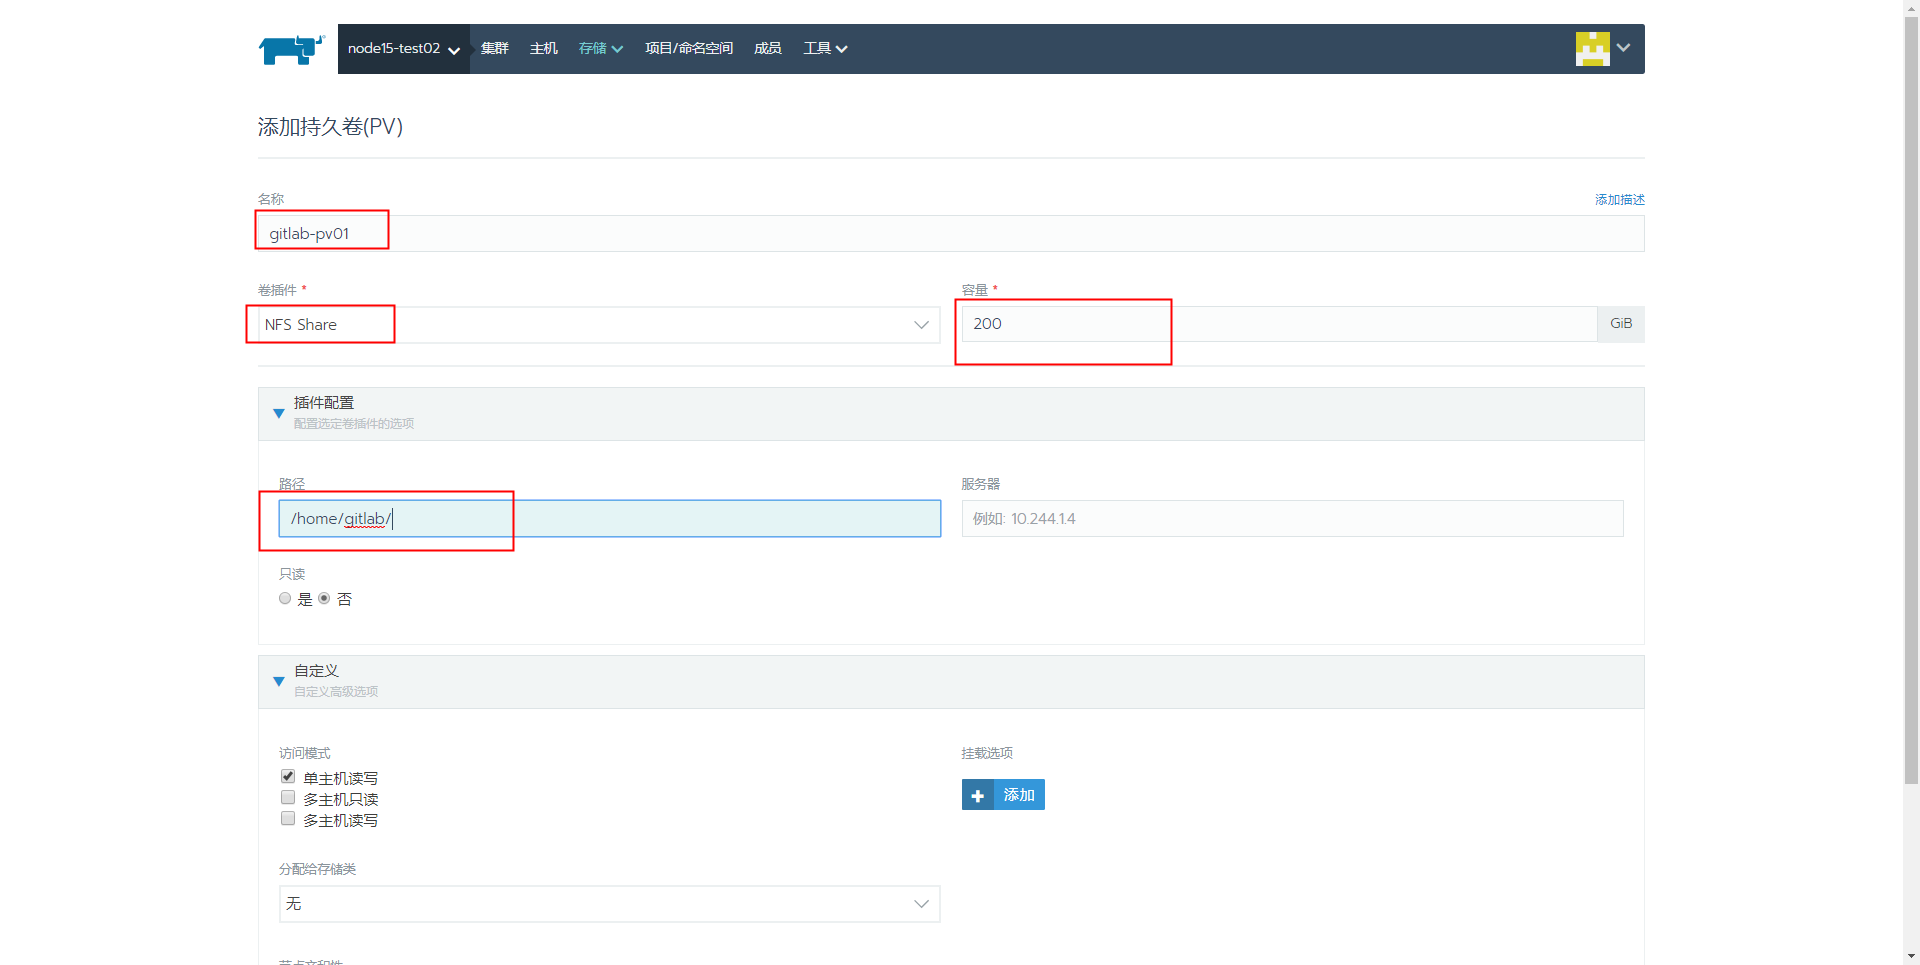 node15-test02 集群 主机 存储 项目/命名空间 成员 工具
添加持久卷(PV)
名称 添加描述
gitlab-pv01
卷插件 * 容量 *
NFS Share 200 GiB
插件配置
配置选定卷插件的选项
路径 服务器
/home/gitlab/ 例如: 10.244.1.4
只读
是 否
自定义
自定义高级选项
访问模式 挂载选项
单主机读写
多主机只读 添加
多主机读写
分配给存储类
无